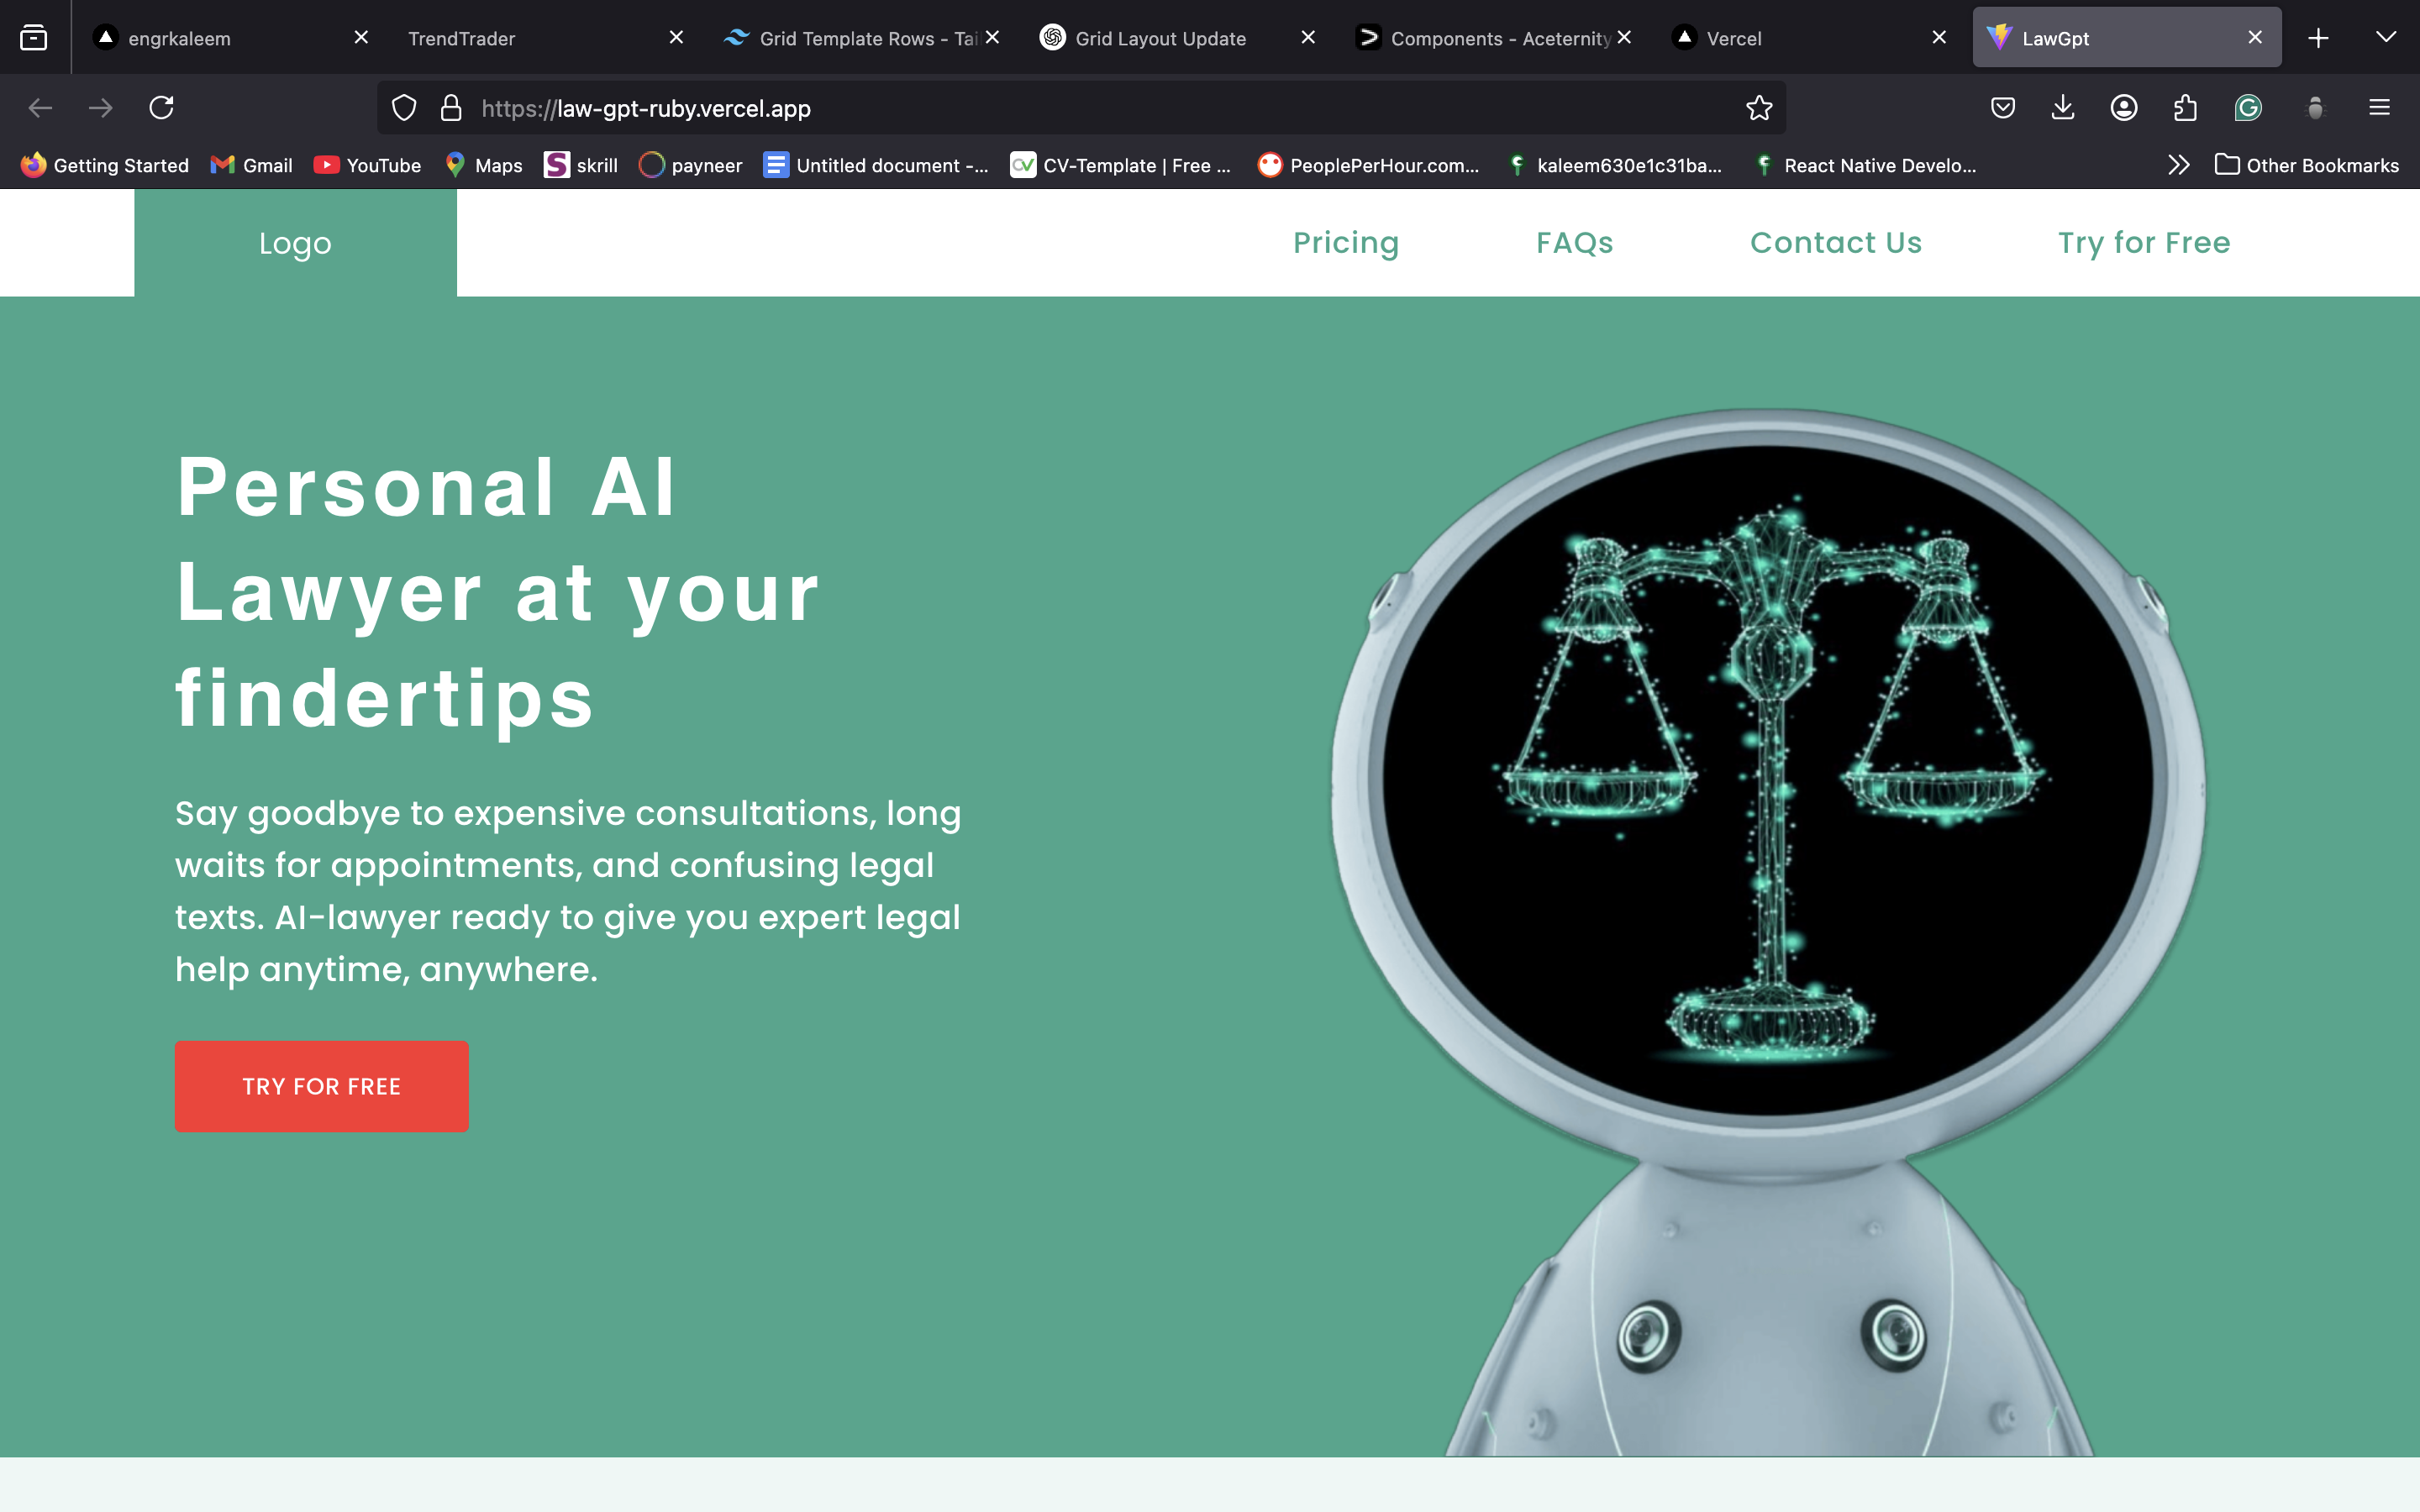 engrkaleem
TrendTrader
Grid Template Rows - Tai
Grid Layout Update
Components - Aceternity
Vercel
LawGpt
https://law-gpt-ruby.vercel.app
Getting Started
Gmail
YouTube
Maps
skrill
payneer
Untitled document -...
CV-Template | Free ...
PeoplePerHour.com...
kaleem630e1c31ba...
React Native Develo...
Other Bookmarks
Logo
Pricing
FAQs
Contact Us
Try for Free
Personal AI
Lawyer at your
findertips
Say goodbye to expensive consultations, long
waits for appointments, and confusing legal
texts. AI-lawyer ready to give you expert legal
help anytime, anywhere.
TRY FOR FREE